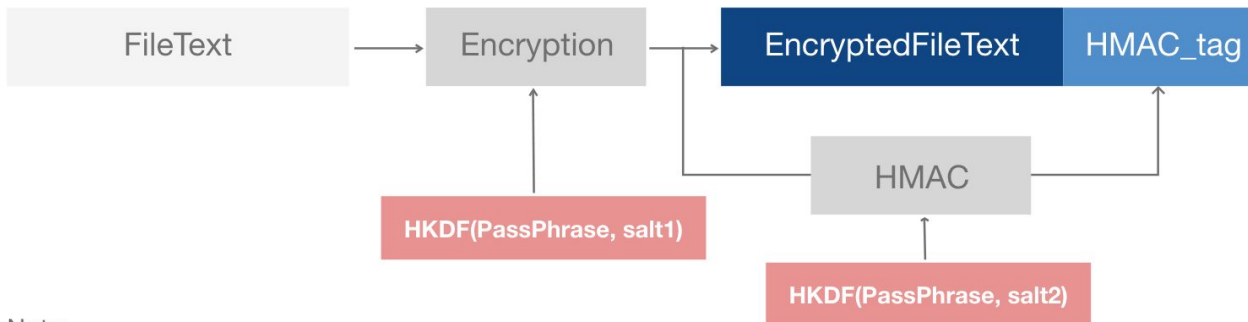 FileText
Encryption
EncryptedFileText
HMAC_tag
HMAC
HKDF(PassPhrase, salt1)
HKDF(PassPhrase, salt2)